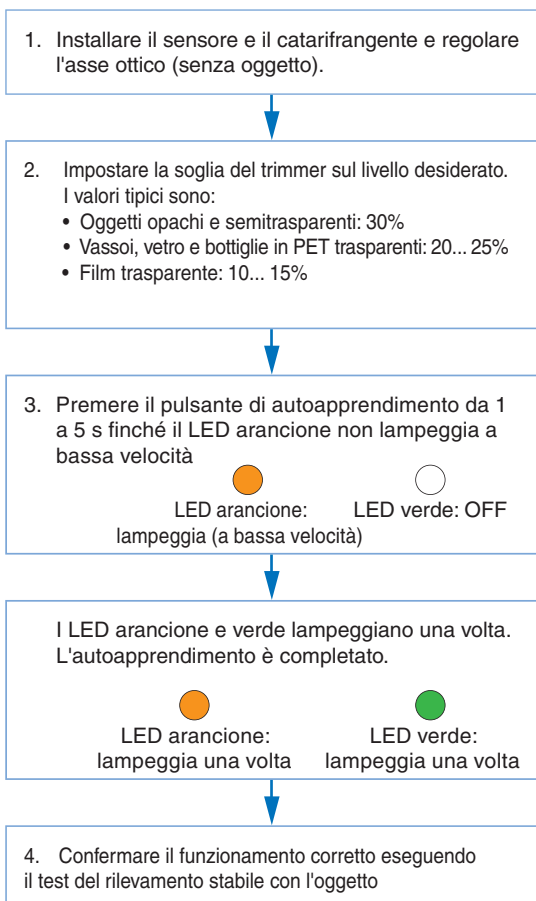 1. Installare il sensore e il catarifrangente e regolare
l'asse ottico (senza oggetto).
2. Impostare la soglia del trimmer sul livello desiderato.
I valori tipici sono:
• Oggetti opachi e semitrasparenti: 30%
• Vassoi, vetro e bottiglie in PET trasparenti: 20... 25%
• Film trasparente: 10... 15%
3. Premere il pulsante di autoapprendimento da 1
a 5 s finché il LED arancione non lampeggia a
bassa velocità
LED arancione: LED verde: OFF
lampeggia (a bassa velocità)
I LED arancione e verde lampeggiano una volta.
L'autoapprendimento è completato.
LED arancione: LED verde:
lampeggia una volta lampeggia una volta
4. Confermare il funzionamento corretto eseguendo
il test del rilevamento stabile con l'oggetto